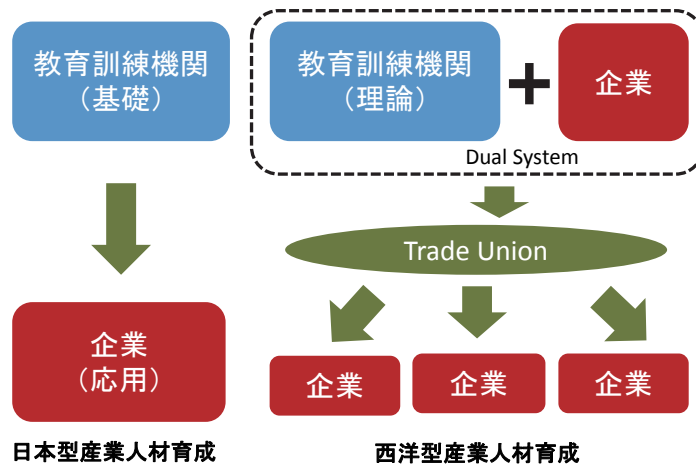 教育訓練機関
（基礎）
企業
（応用）
日本型産業人材育成
教育訓練機関
（理論）
+
企業
Dual System
Trade Union
企業
企業
企業
西洋型産業人材育成